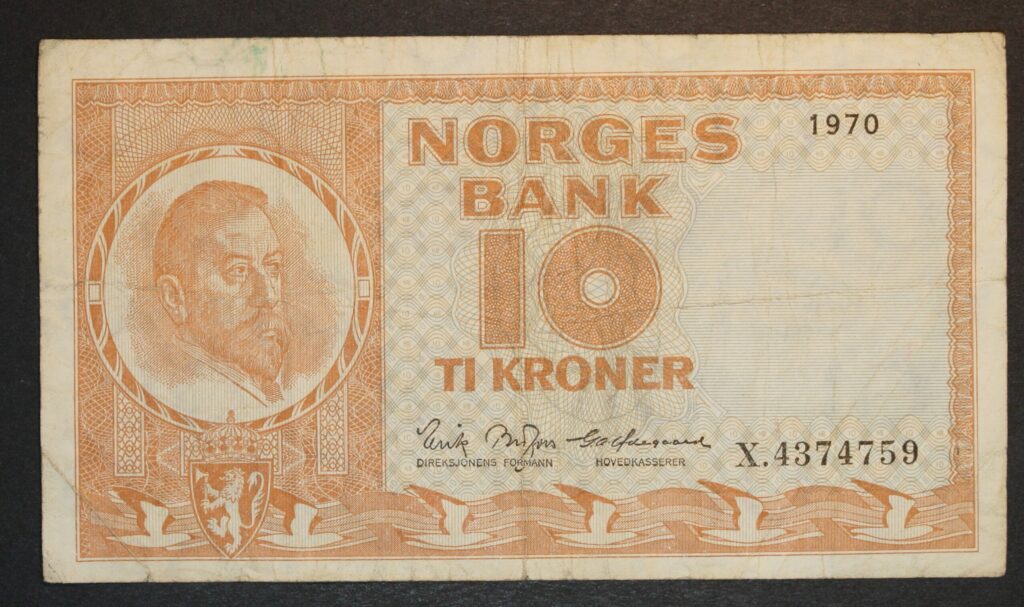 NORGES
BANK
1970
10
TI KRONER
DIREKSJONENS FORMANN
HOVEDKASSERER
X.4374759